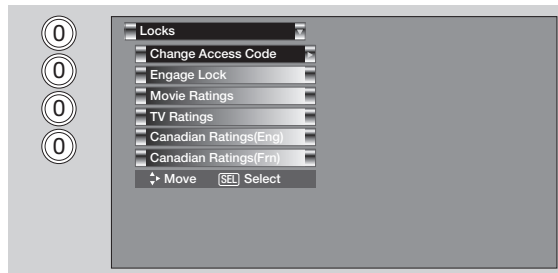 0
0
0
0
Locks
Change Access Code
Engage Lock
Movie Ratings
TV Ratings
Canadian Ratings(Eng)
Canadian Ratings(Frn)
Move SEL Select